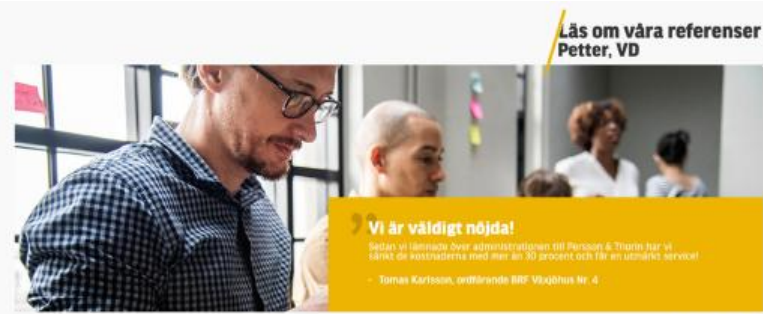 Läs om våra referenser
Petter, VD
” Vi är väldigt nöjda!
Sedan vi lämnade över administrationen till Persson & Thorin har vi
sänkt de kostnaderna med mer än 30 procent och får en utmärkt service!
- Tomas Karlsson, ordförande BRF Växjöhus Nr. 4